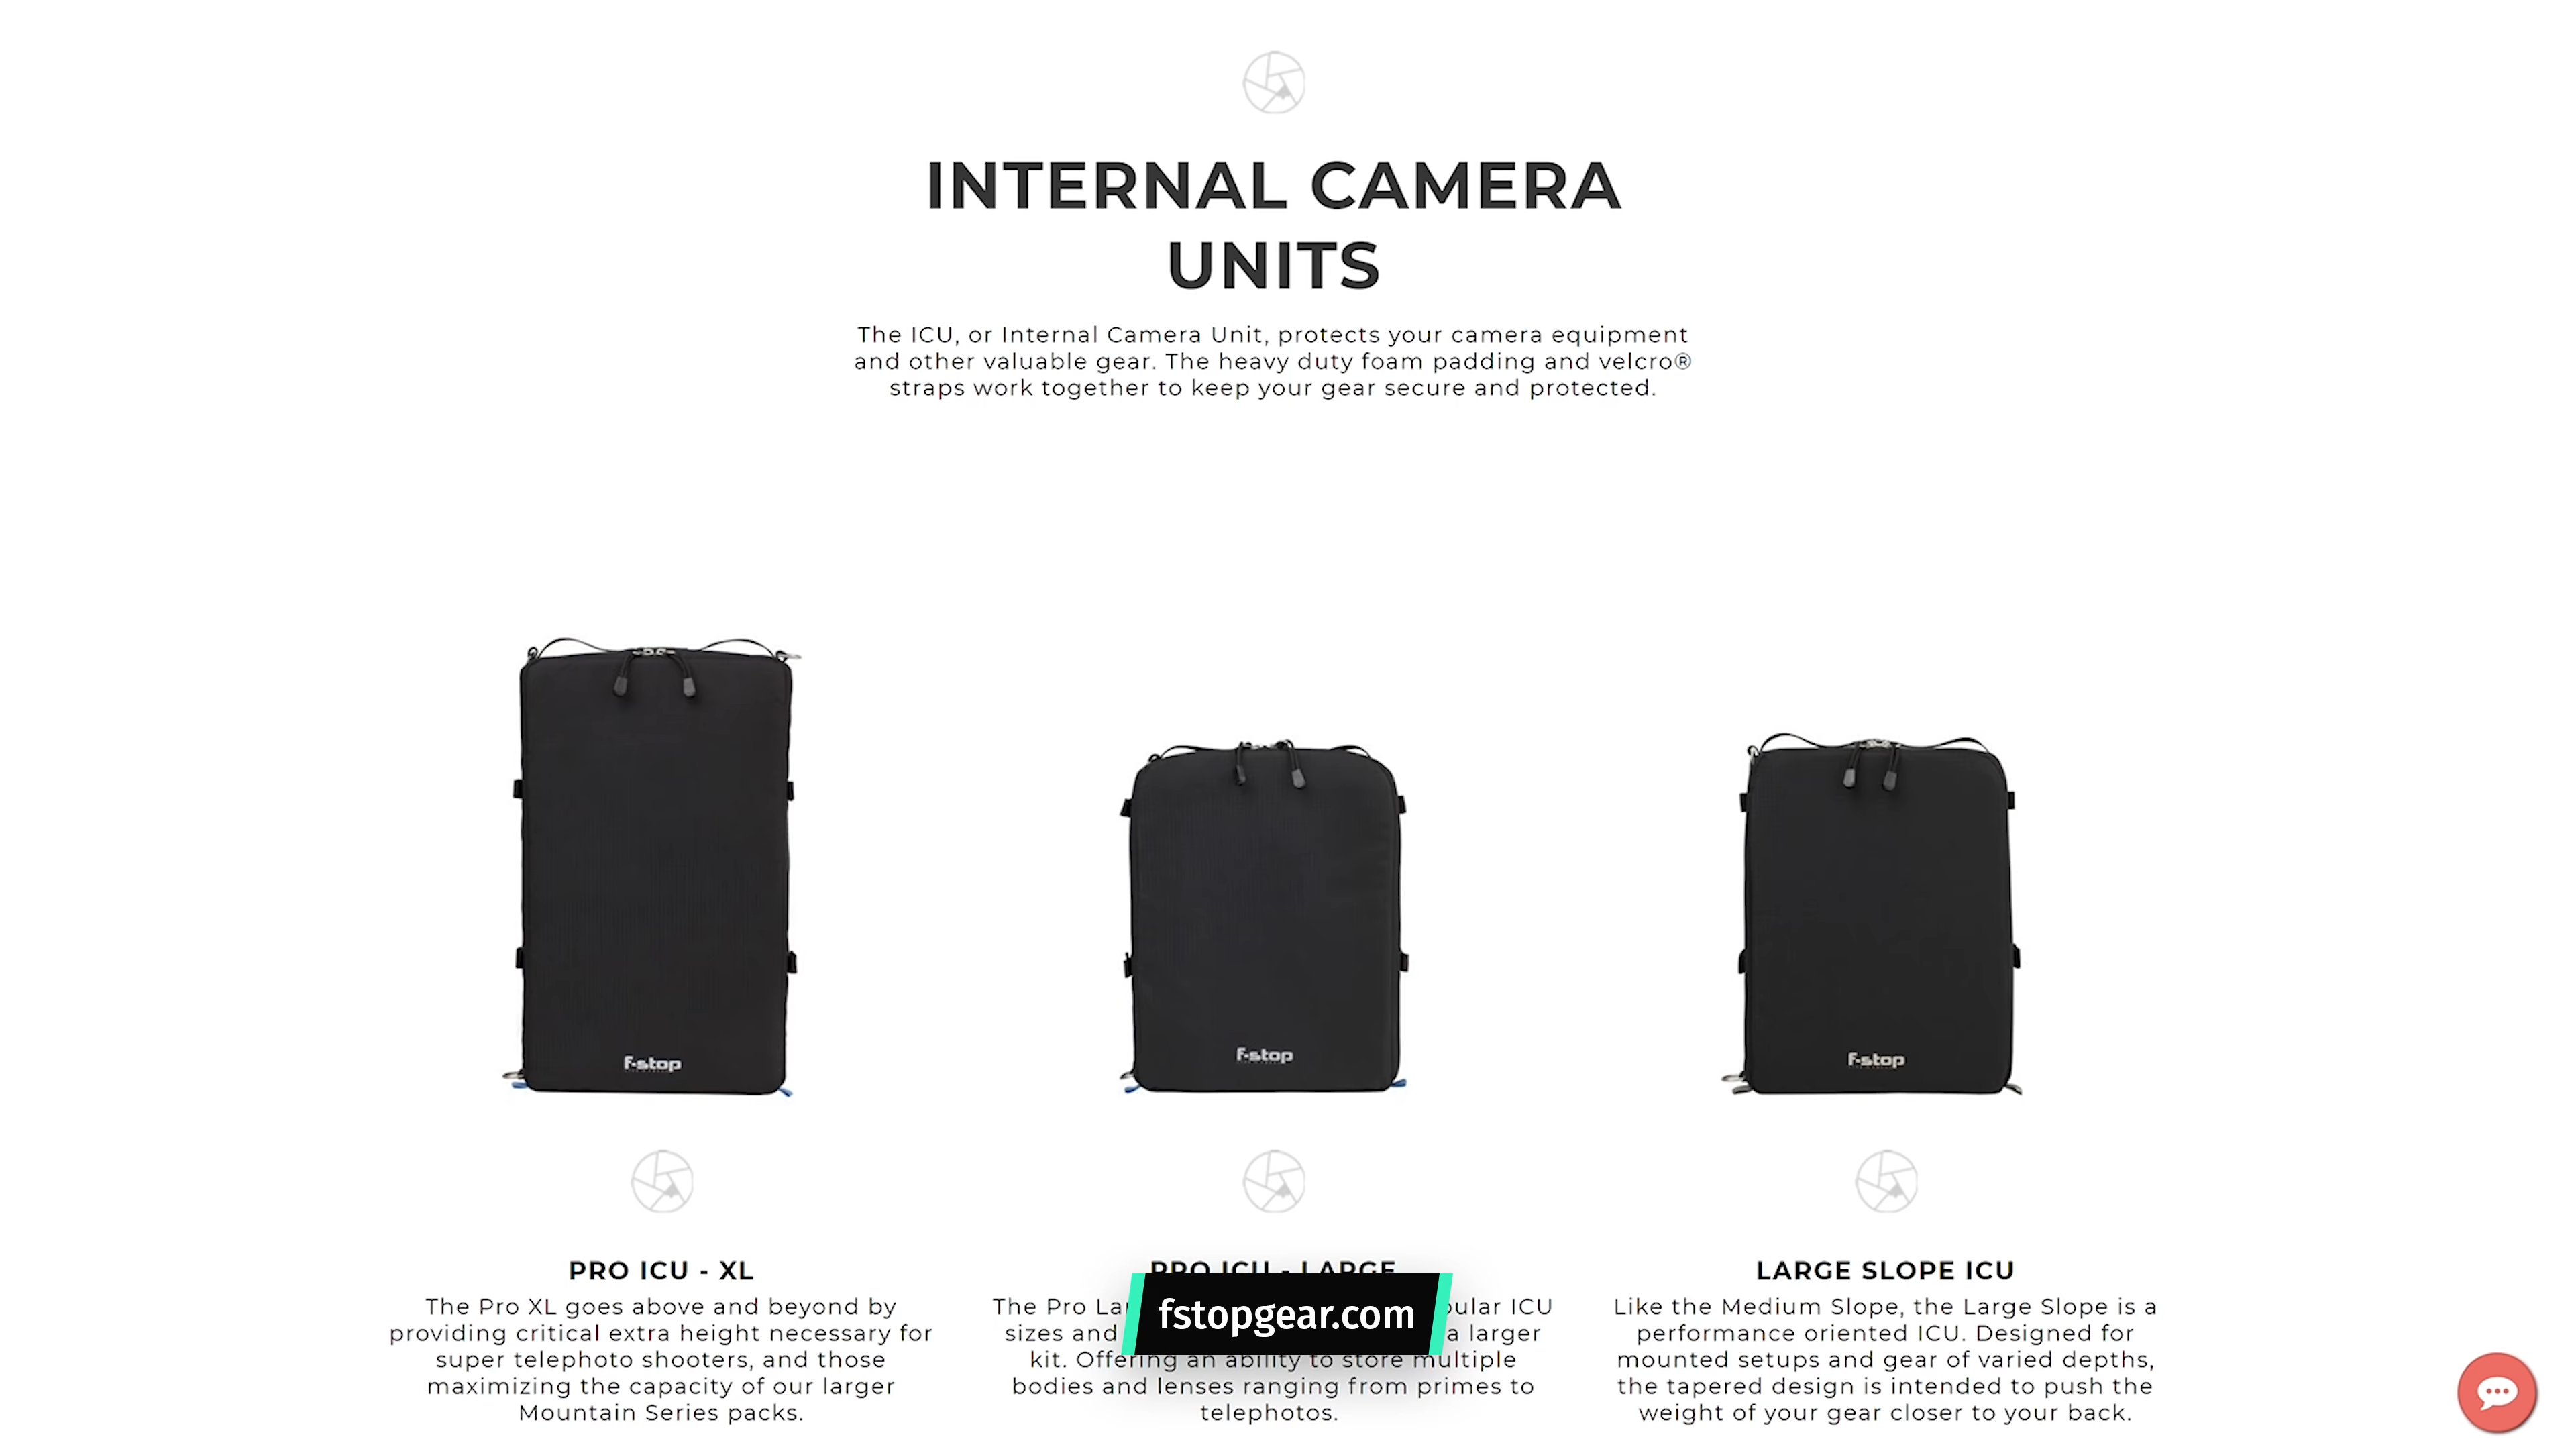 INTERNAL CAMERA
UNITS
The ICU, or Internal Camera Unit, protects your camera equipment
and other valuable gear. The heavy duty foam padding and velcro®
straps work together to keep your gear secure and protected.
f-stop
f-stop
f-stop
PRO ICU - XL
The Pro XL goes above and beyond by
providing critical extra height necessary for
super telephoto shooters, and those
maximizing the capacity of our larger
Mountain Series packs.
PRO ICU - LARGE
The Pro ICU
sizes and a larger
kit. Offering an ability to store multiple
bodies and lenses ranging from primes to
telephotos.
fstopgear.com
LARGE SLOPE ICU
Like the Medium Slope, the Large Slope is a
performance oriented ICU. Designed for
mounted setups and gear of varied depths,
the tapered design is intended to push the
weight of your gear closer to your back.